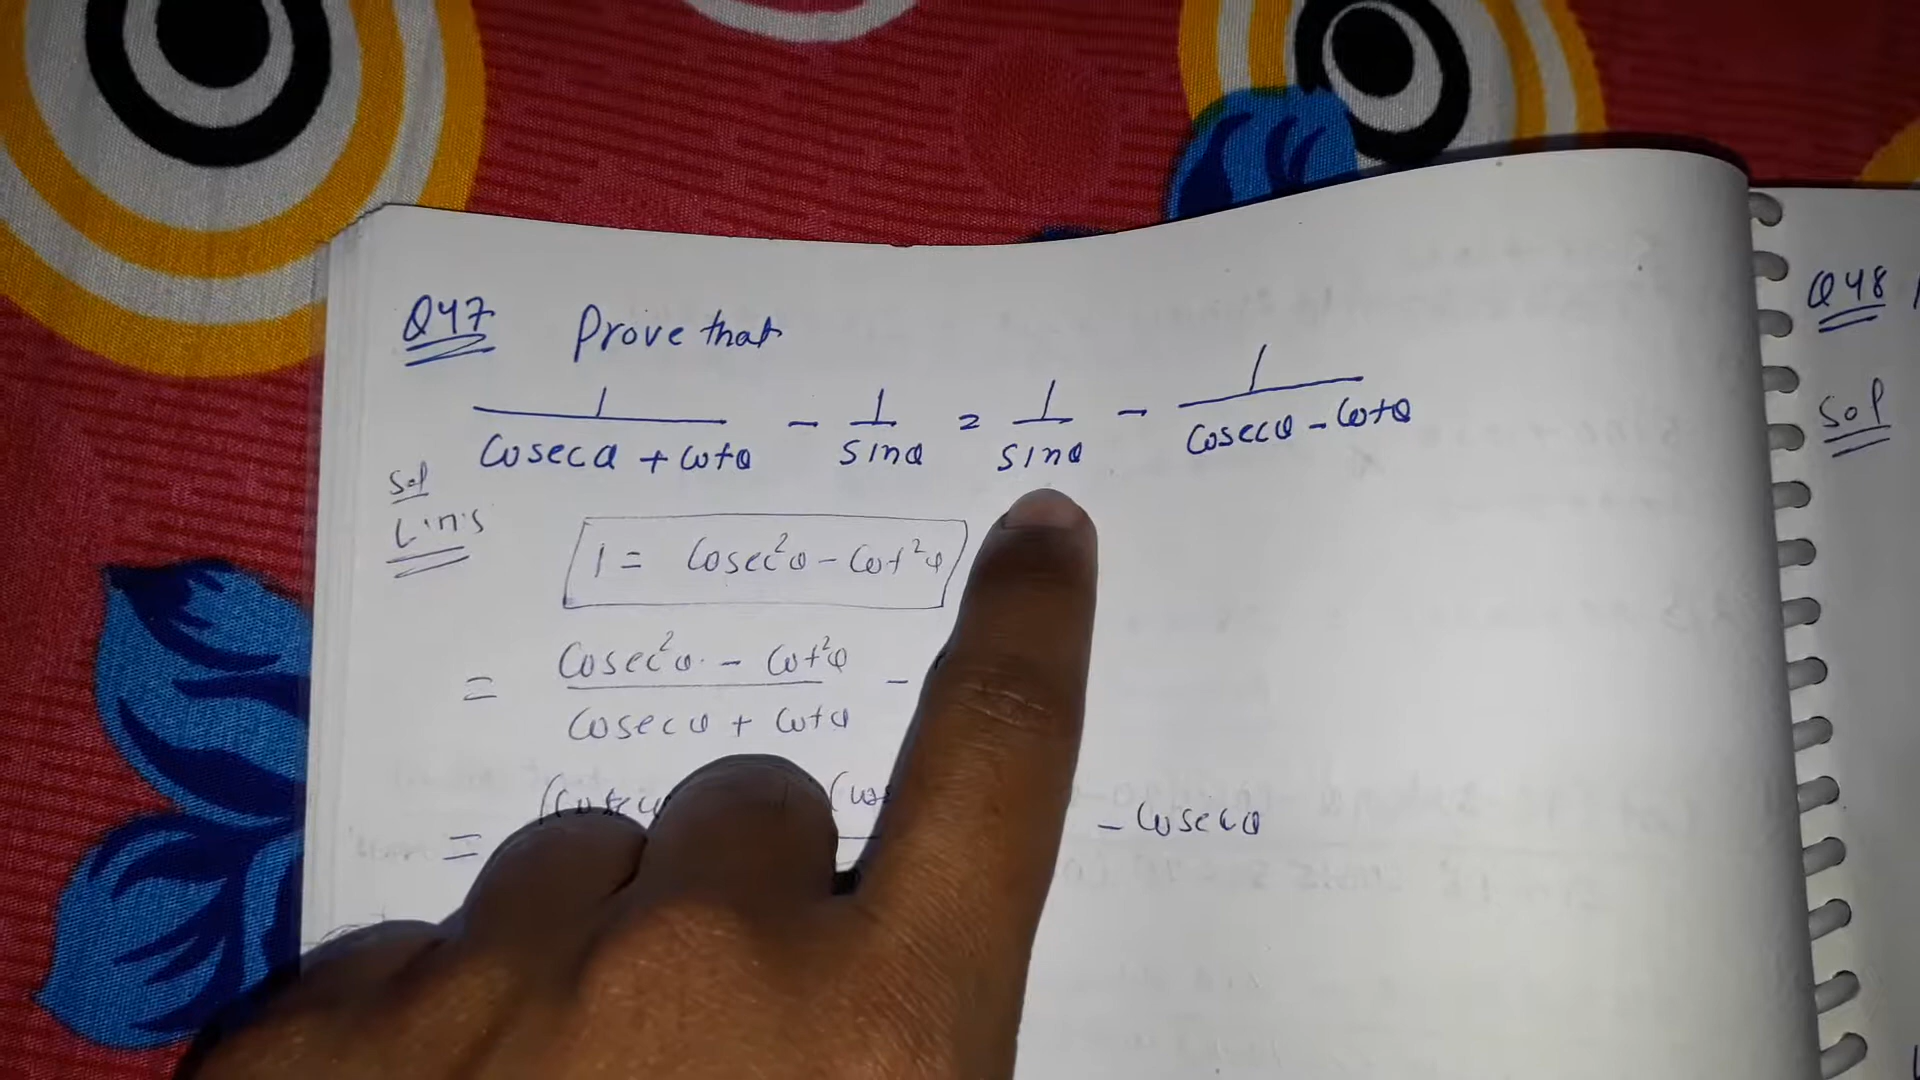 Q47 Prove that
1/(Cosecθ + Cotθ) - 1/sinθ = 1/sinθ - 1/(Cosecθ - Cotθ)
Sol
L.H.S
1 = Cosec²θ - Cot²θ
= (Cosec²θ - Cot²θ)/(Cosecθ + Cotθ) -
= - Cosecθ
Q48
Sol